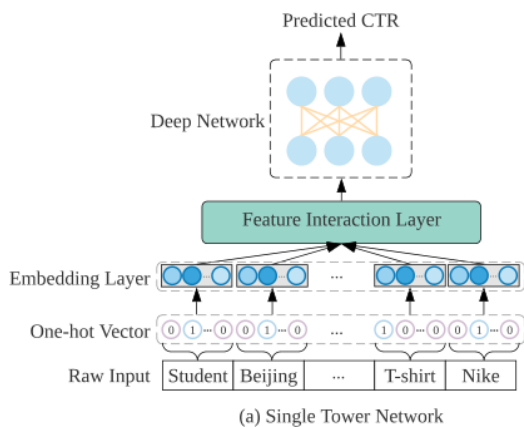 Predicted CTR
Deep Network
Feature Interaction Layer
Embedding Layer ... ... ... ... ...
One-hot Vector 0 1 ... 0 0 1 ... 0 ... 1 0 ... 0 0 1 ... 0
Raw Input Student Beijing ... T-shirt Nike
(a) Single Tower Network